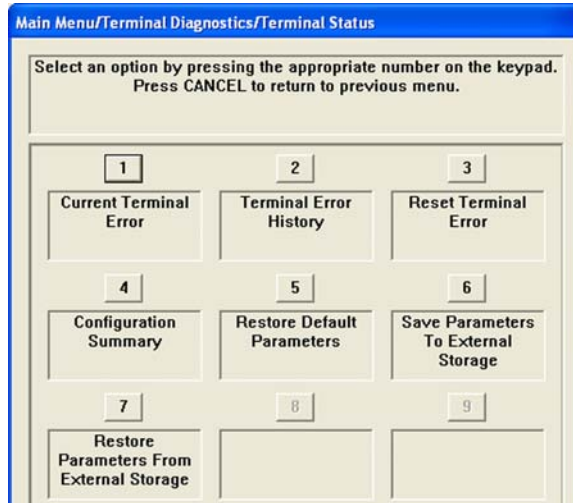 Main Menu/Terminal Diagnostics/Terminal Status
Select an option by pressing the appropriate number on the keypad.
Press CANCEL to return to previous menu.
1
2
3
Current Terminal
Error
Terminal Error
History
Reset Terminal
Error
4
5
6
Configuration
Summary
Restore Default
Parameters
Save Parameters
To External
Storage
7
8
9
Restore
Parameters From
External Storage